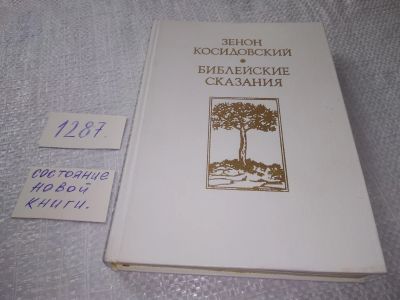 ЗЕНОН
КОСИДОВСКИЙ
•
БИБЛЕЙСКИЕ
СКАЗАНИЯ
1287
состояние
новой
книги.